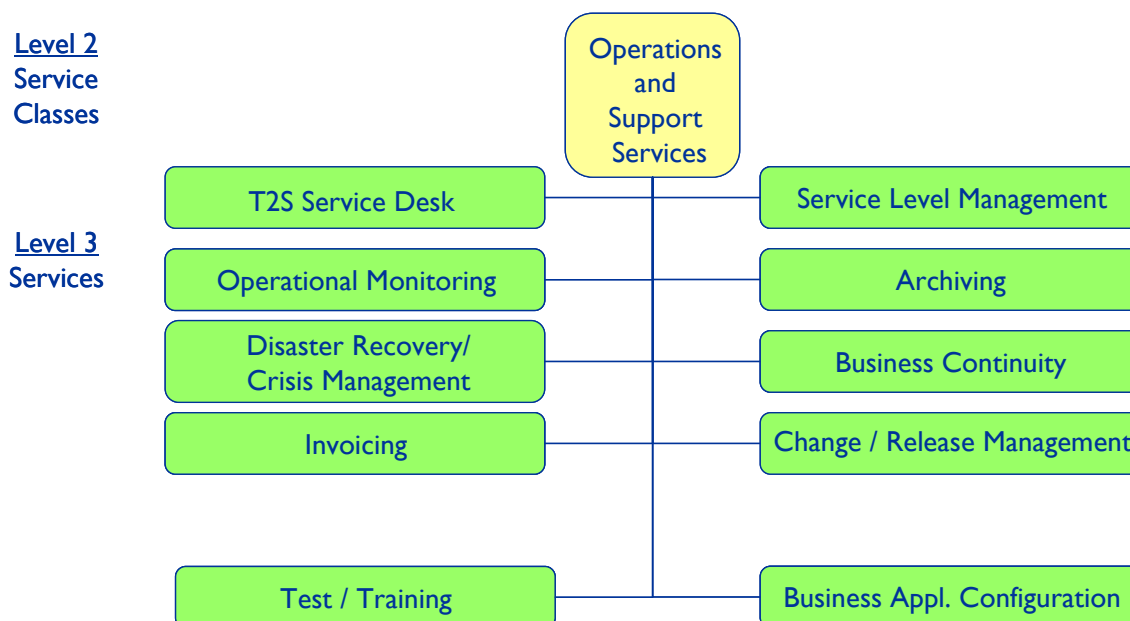 Level 2
Service
Classes
Operations
and
Support
Services
T2S Service Desk
Service Level Management
Level 3
Services
Operational Monitoring
Archiving
Disaster Recovery/
Crisis Management
Business Continuity
Invoicing
Change / Release Management
Test / Training
Business Appl. Configuration